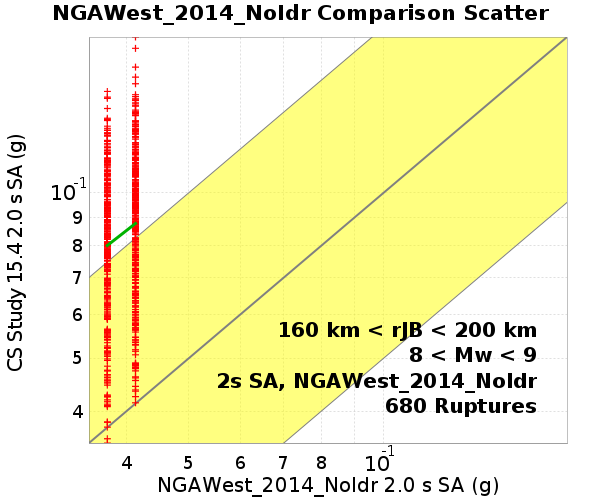 NGAWest_2014_NoIdr Comparison Scatter
CS Study 15.4 2.0 s SA (g)
10-1
9
8
7
6
5
4
160 km < rJB < 200 km
8 < Mw < 9
2s SA, NGAWest_2014_NoIdr
680 Ruptures
4 5 6 7 8 10-1
NGAWest_2014_NoIdr 2.0 s SA (g)